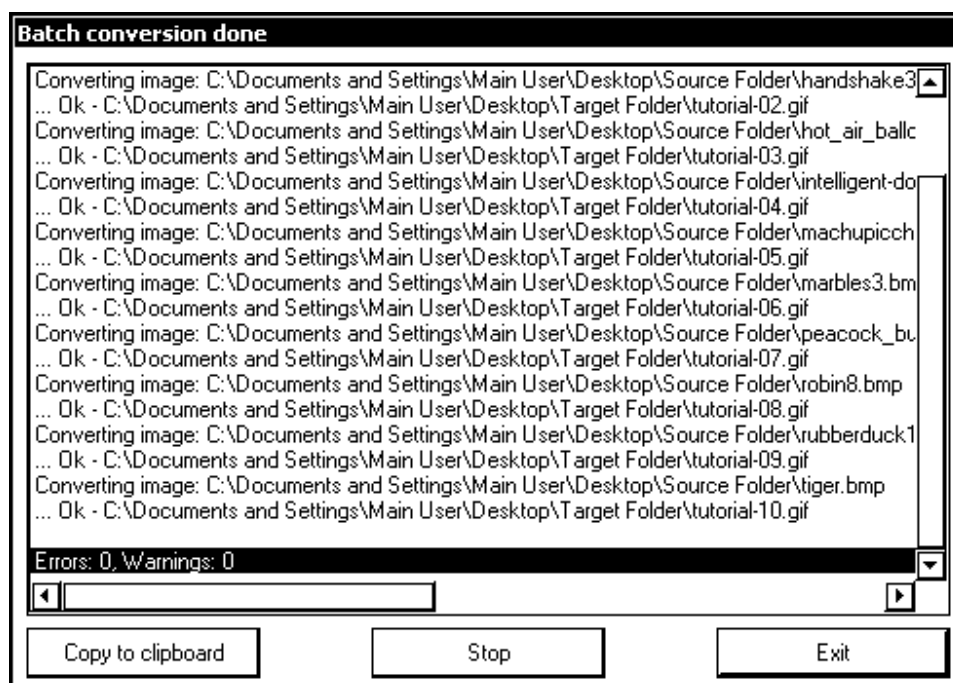 Batch conversion done
Converting image: C:\Documents and Settings\Main User\Desktop\Source Folder\handshake3
... Ok - C:\Documents and Settings\Main User\Desktop\Target Folder\tutorial-02.gif
Converting image: C:\Documents and Settings\Main User\Desktop\Source Folder\hot_air_ballc
... Ok - C:\Documents and Settings\Main User\Desktop\Target Folder\tutorial-03.gif
Converting image: C:\Documents and Settings\Main User\Desktop\Source Folder\intelligent-do
... Ok - C:\Documents and Settings\Main User\Desktop\Target Folder\tutorial-04.gif
Converting image: C:\Documents and Settings\Main User\Desktop\Source Folder\machupicch
... Ok - C:\Documents and Settings\Main User\Desktop\Target Folder\tutorial-05.gif
Converting image: C:\Documents and Settings\Main User\Desktop\Source Folder\marbles3.bm
... Ok - C:\Documents and Settings\Main User\Desktop\Target Folder\tutorial-06.gif
Converting image: C:\Documents and Settings\Main User\Desktop\Source Folder\peacock_bu
... Ok - C:\Documents and Settings\Main User\Desktop\Target Folder\tutorial-07.gif
Converting image: C:\Documents and Settings\Main User\Desktop\Source Folder\robin8.bmp
... Ok - C:\Documents and Settings\Main User\Desktop\Target Folder\tutorial-08.gif
Converting image: C:\Documents and Settings\Main User\Desktop\Source Folder\rubberduck1
... Ok - C:\Documents and Settings\Main User\Desktop\Target Folder\tutorial-09.gif
Converting image: C:\Documents and Settings\Main User\Desktop\Source Folder\tiger.bmp
... Ok - C:\Documents and Settings\Main User\Desktop\Target Folder\tutorial-10.gif
Errors: 0, Warnings: 0
Copy to clipboard Stop Exit